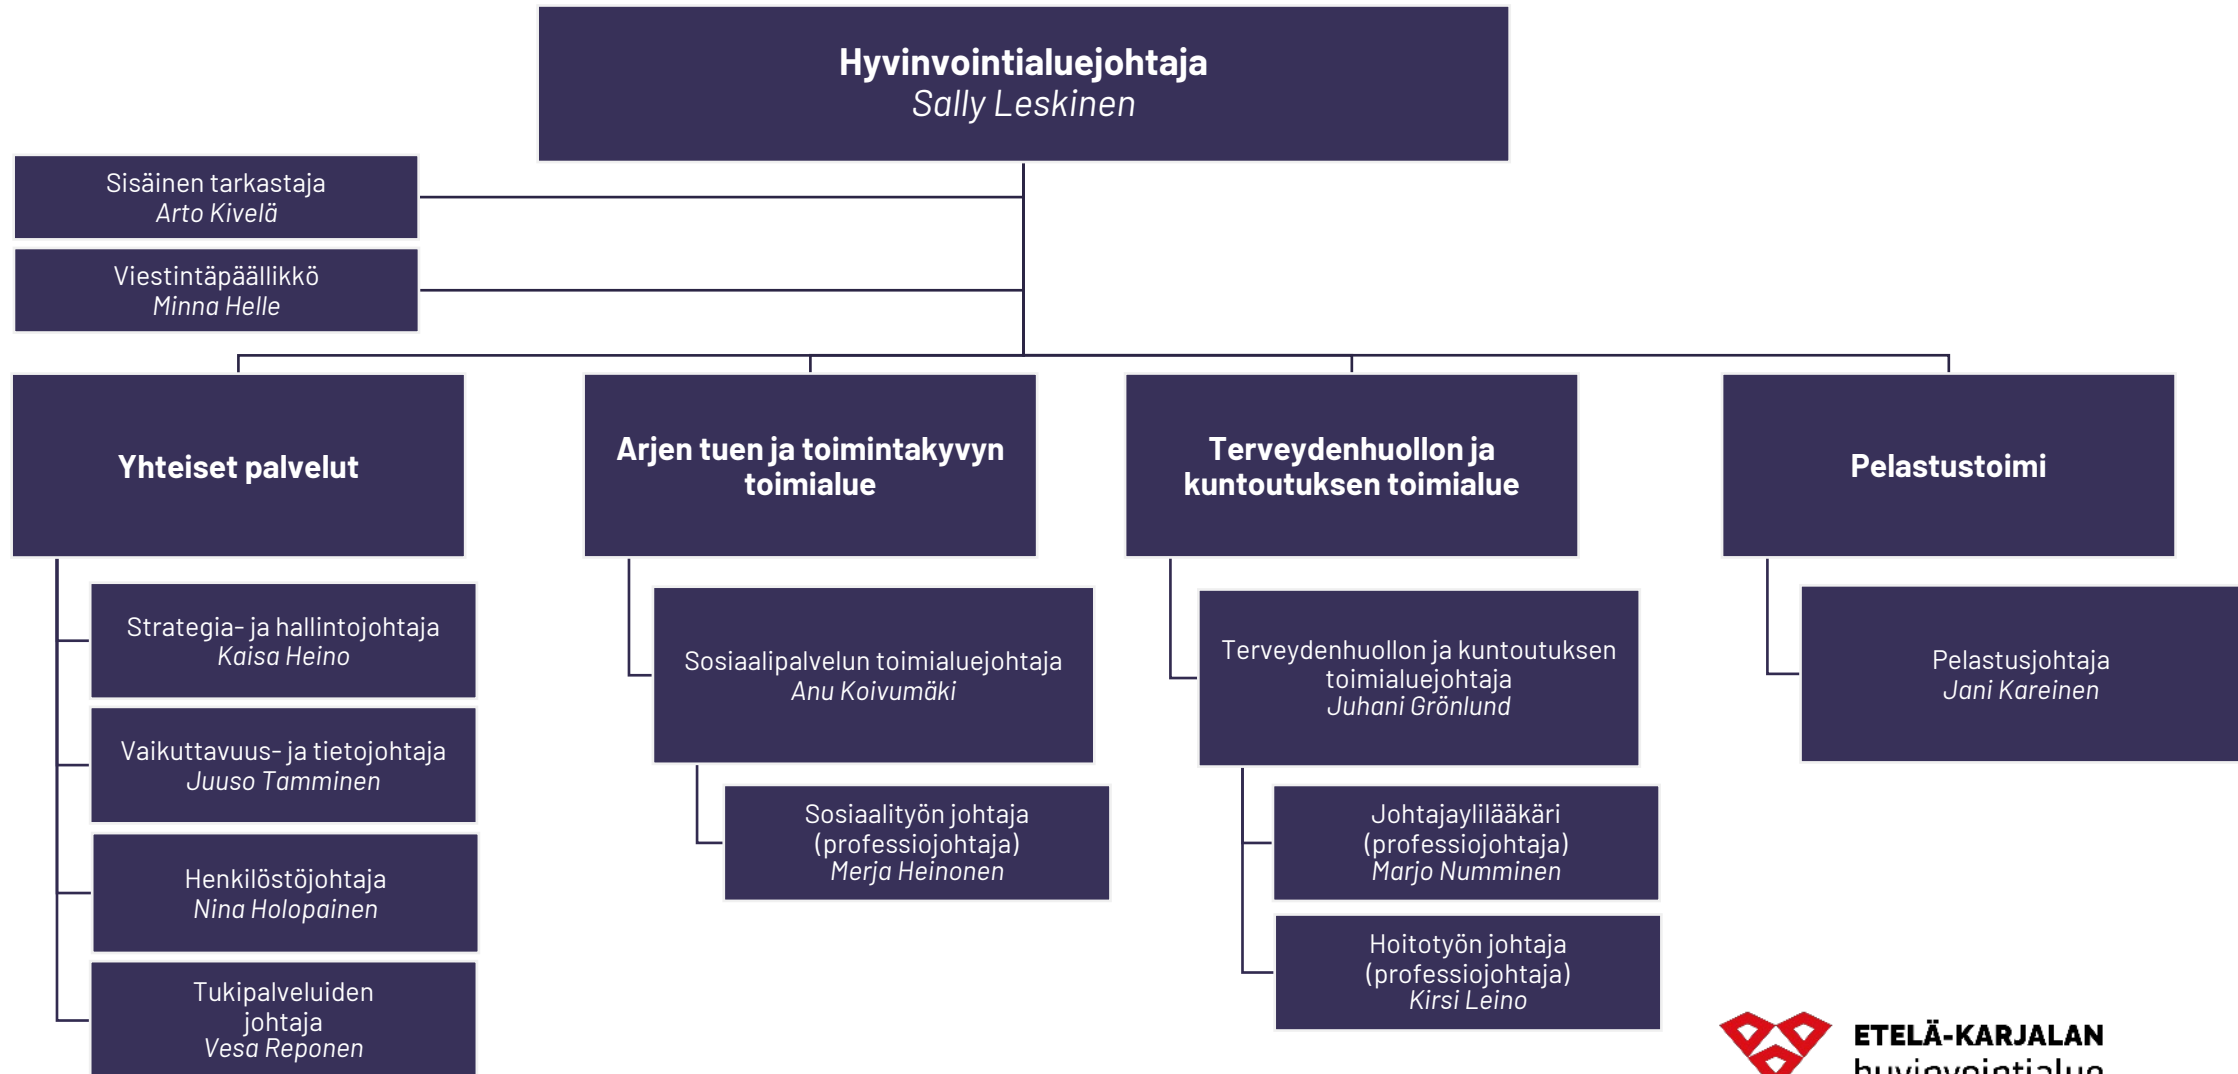 Hyvinvointialuejohtaja
Sally Leskinen
Sisäinen tarkastaja
Arto Kivelä
Viestintäpäällikkö
Minna Helle
Yhteiset palvelut
Strategia- ja hallintojohtaja
Kaisa Heino
Vaikuttavuus- ja tietojohtaja
Juuso Tamminen
Henkilöstöjohtaja
Nina Holopainen
Tukipalveluiden
johtaja
Vesa Reponen
Arjen tuen ja toimintakyvyn
toimialue
Sosiaalipalvelun toimialuejohtaja
Anu Koivumäki
Sosiaalityön johtaja
(professiojohtaja)
Merja Heinonen
Terveydenhuollon ja
kuntoutuksen toimialue
Terveydenhuollon ja kuntoutuksen
toimialuejohtaja
Juhani Grönlund
Johtajaylilääkäri
(professiojohtaja)
Marjo Numminen
Hoitotyön johtaja
(professiojohtaja)
Kirsi Leino
Pelastustoimi
Pelastusjohtaja
Jani Kareinen
ETELÄ-KARJALAN
hyvinvointialue